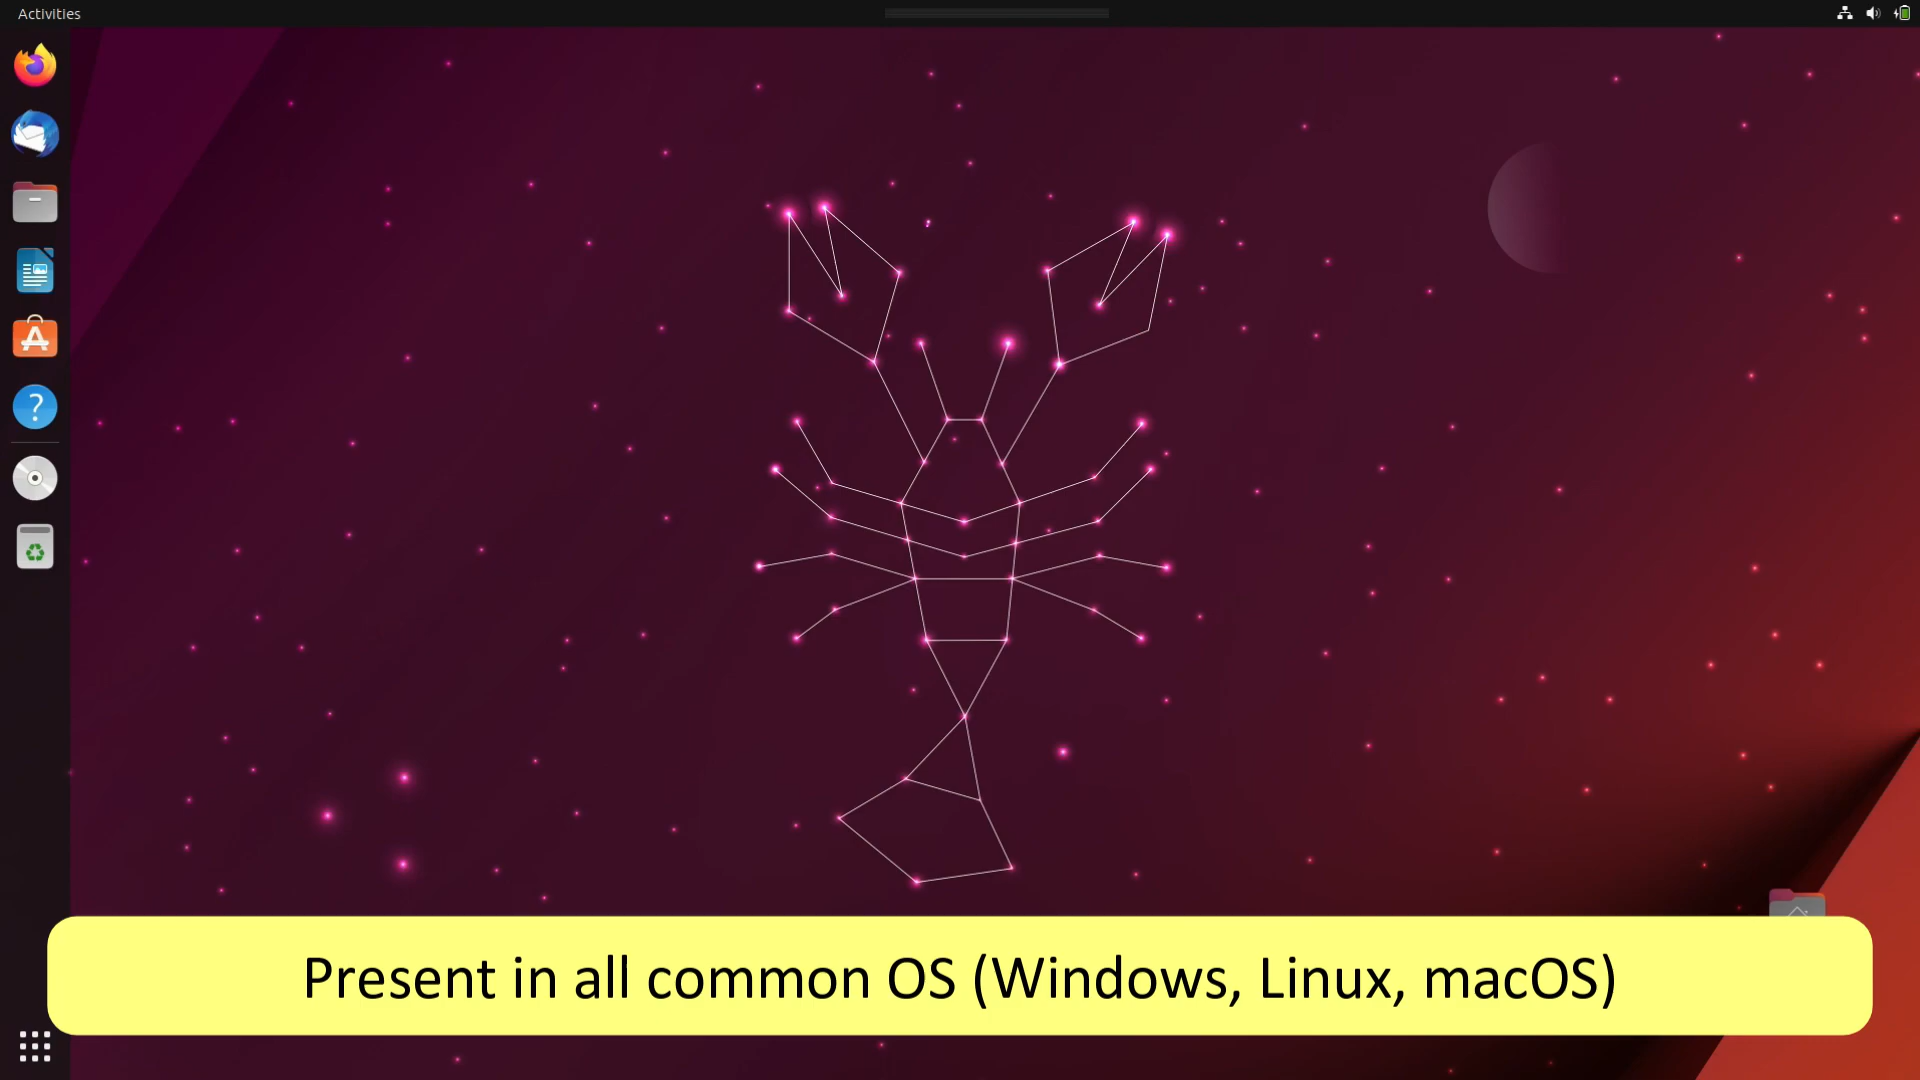 Activities
Present in all common OS (Windows, Linux, macOS)